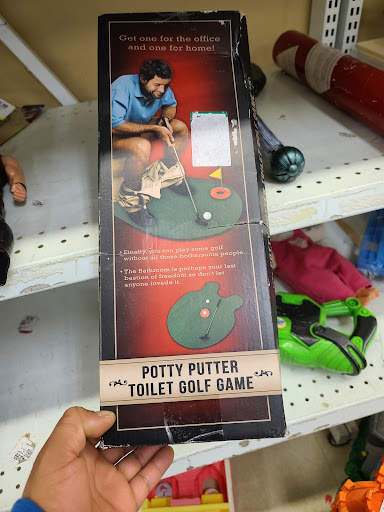 Get one for the office
and one for home!
• Finally, you can play some golf
without all those bothersome people.
• The Bathroom is perhaps your last
bastion of freedom so don't let
anyone invade it.
POTTY PUTTER
TOILET GOLF GAME